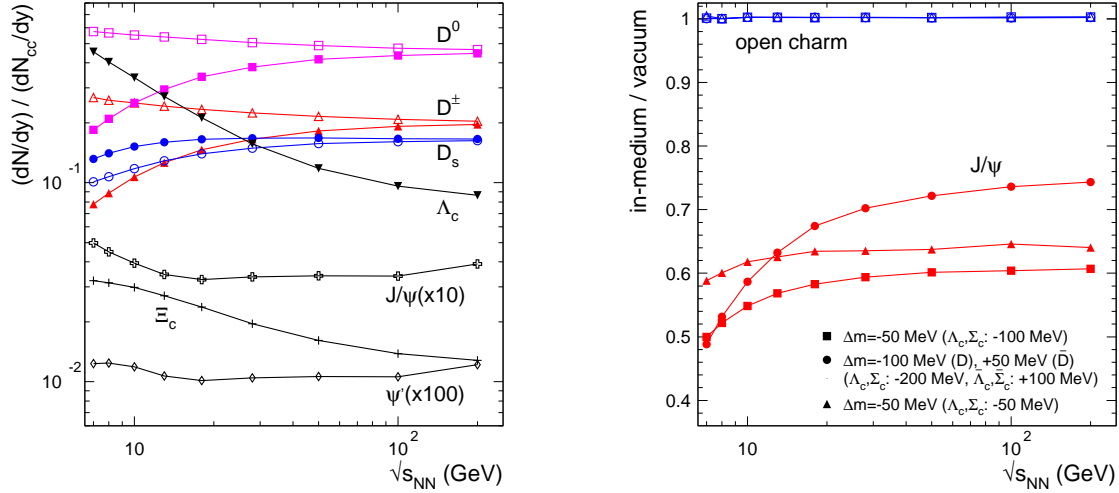 (dN/dy) / (dN_cc/dy)
10^-1
10^-2
D^0
D^±
D_s
Λ_c
J/ψ(x10)
Ξ_c
ψ'(x100)
10
10^2
√s_NN (GeV)
in-medium / vacuum
1
0.9
0.8
0.7
0.6
0.5
0.4
open charm
J/ψ
Δm=-50 MeV (Λ_c,Σ_c: -100 MeV)
Δm=-100 MeV (D), +50 MeV (D̄)
(Λ_c,Σ_c: -200 MeV, Λ̄_c,Σ̄_c: +100 MeV)
Δm=-50 MeV (Λ_c,Σ_c: -50 MeV)
10
10^2
√s_NN (GeV)